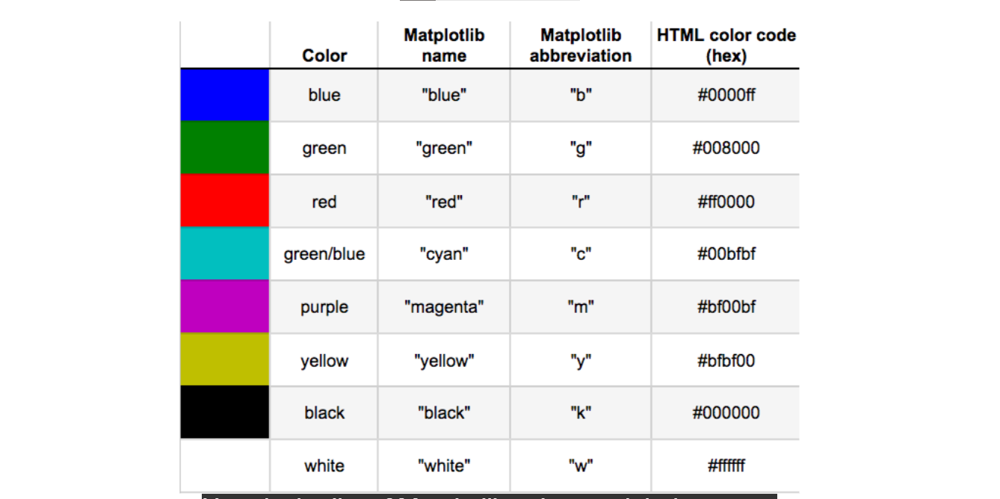 Color Matplotlib name Matplotlib abbreviation HTML color code (hex)
blue "blue" "b" #0000ff
green "green" "g" #008000
red "red" "r" #ff0000
green/blue "cyan" "c" #00bfbf
purple "magenta" "m" #bf00bf
yellow "yellow" "y" #bfbf00
black "black" "k" #000000
white "white" "w" #ffffff